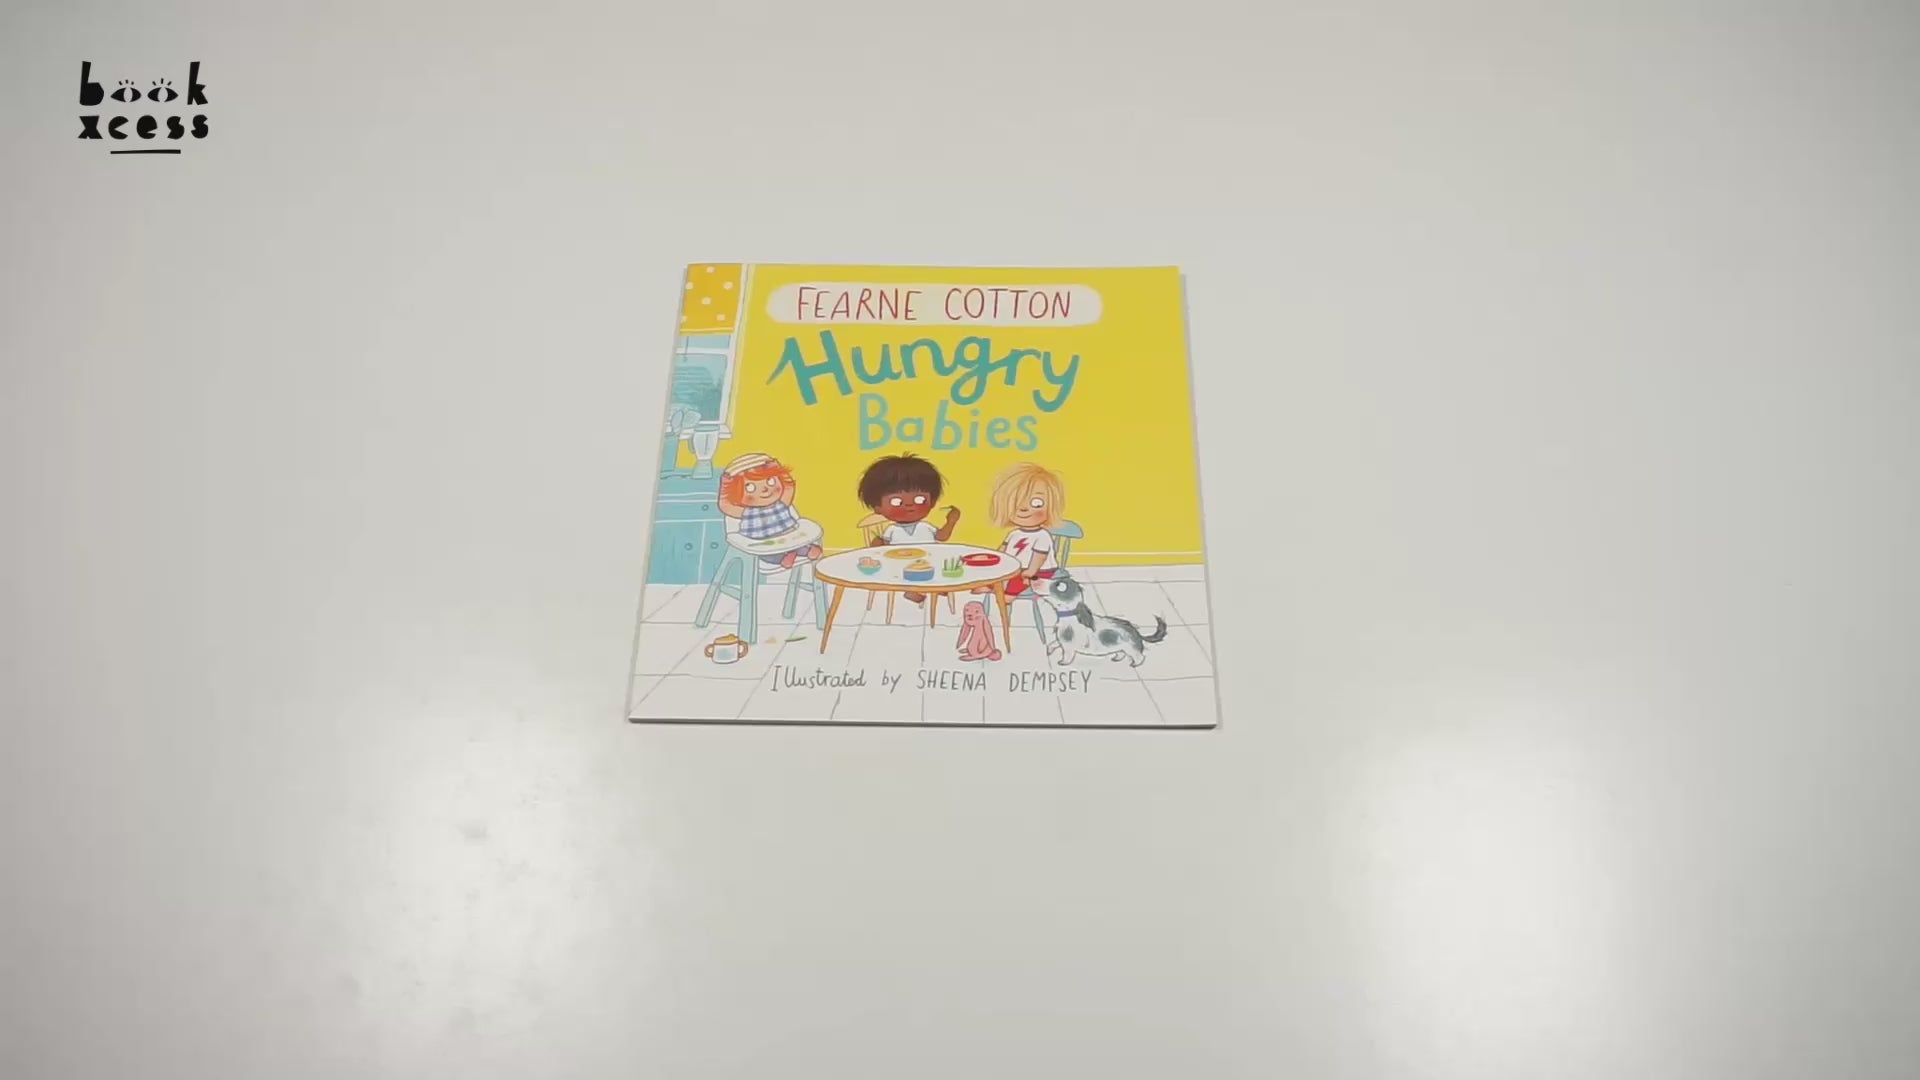 book
xcess
FEARNE COTTON
Hungry
Babies
Illustrated by SHEENA DEMPSEY